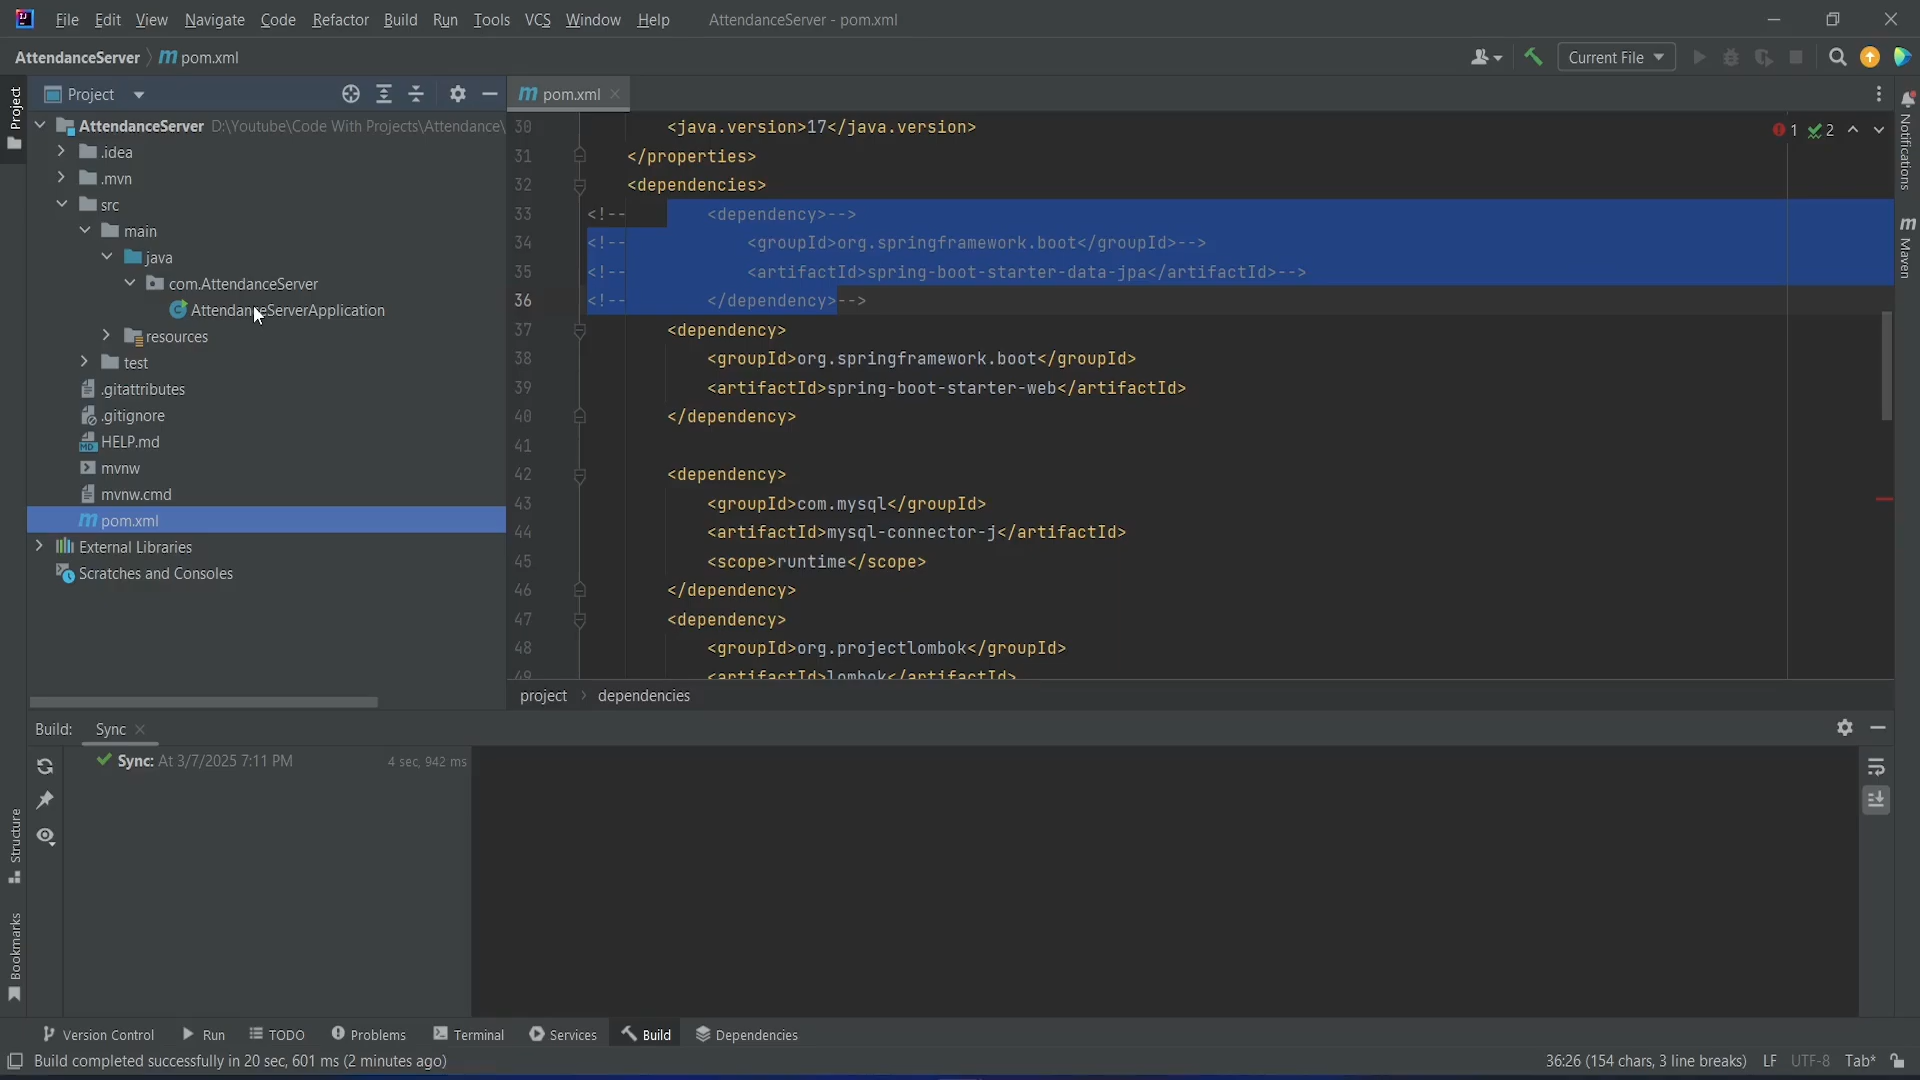 File Edit View Navigate Code Refactor Build Run Tools VCS Window Help AttendanceServer - pom.xml
AttendanceServer m pom.xml Current File
Project
Project
pom.xml
AttendanceServer D:\Youtube\Code With Projects\Attendance\
.idea
.mvn
src
main
java
com.AttendanceServer
AttendanceServerApplication
resources
test
.gitattributes
.gitignore
HELP.md
mvnw
mvnw.cmd
pom.xml
External Libraries
Scratches and Consoles
30 <java.version>17</java.version>
31 </properties>
32 <dependencies>
33 <!-- <dependency>-->
34 <!-- <groupId>org.springframework.boot</groupId>-->
35 <!-- <artifactId>spring-boot-starter-data-jpa</artifactId>-->
36 <!-- </dependency>-->
37 <dependency>
38 <groupId>org.springframework.boot</groupId>
39 <artifactId>spring-boot-starter-web</artifactId>
40 </dependency>
41
42 <dependency>
43 <groupId>com.mysql</groupId>
44 <artifactId>mysql-connector-j</artifactId>
45 <scope>runtime</scope>
46 </dependency>
47 <dependency>
48 <groupId>org.projectlombok</groupId>
49 <artifactId>lombok</artifactId>
1 2
Notifications
Maven
project > dependencies
Build: Sync
Sync: At 3/7/2025 7:11 PM 4 sec, 942 ms
Structure
Bookmarks
Version Control Run TODO Problems Terminal Services Build Dependencies
Build completed successfully in 20 sec, 601 ms (2 minutes ago) 36:26 (154 chars, 3 line breaks) LF UTF-8 Tab*